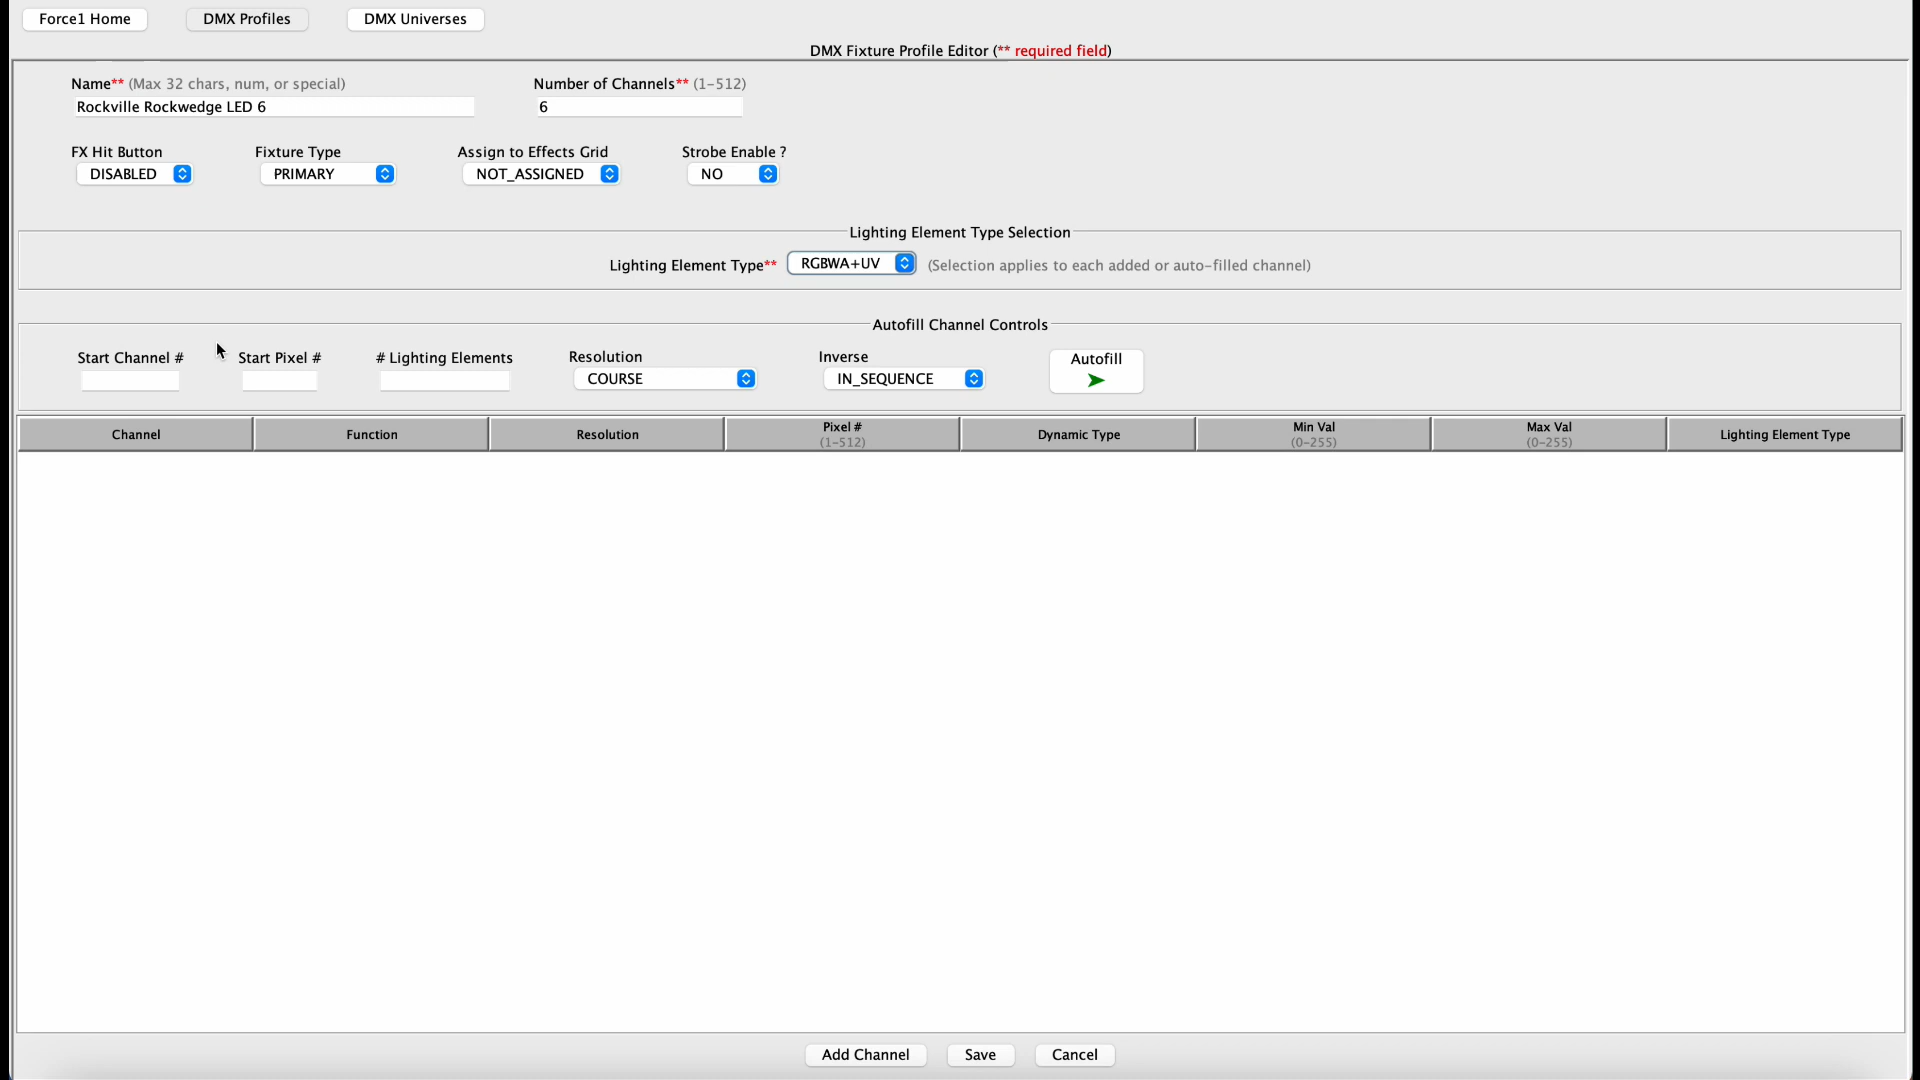 Force1 Home
DMX Profiles
DMX Universes
DMX Fixture Profile Editor (** required field)
Name** (Max 32 chars, num, or special)
Number of Channels** (1-512)
Rockville Rockwedge LED 6
6
FX Hit Button
Fixture Type
Assign to Effects Grid
Strobe Enable ?
DISABLED
PRIMARY
NOT_ASSIGNED
NO
Lighting Element Type Selection
Lighting Element Type**
RGBWA+UV
(Selection applies to each added or auto-filled channel)
Autofill Channel Controls
Start Channel #
Start Pixel #
# Lighting Elements
Resolution
Inverse
Autofill
COURSE
IN_SEQUENCE
Channel
Function
Resolution
Pixel #
(1-512)
Dynamic Type
Min Val
(0-255)
Max Val
(0-255)
Lighting Element Type
Add Channel
Save
Cancel